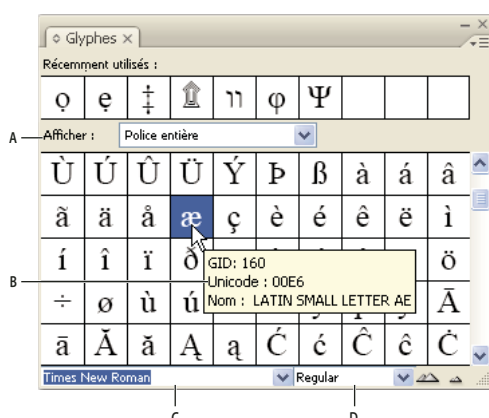 Glyphes
Récemment utilisés :
ọ ẹ ‡ ײ φ Ψ
A
Afficher :
Police entière
Ù Ú Û Ü Ý Þ ß à á â
ã ä å æ ç è é ê ë ì
í î ï ð ö
B
GID: 160
Unicode : 00E6
Nom : LATIN SMALL LETTER AE
÷ ø ù ú Ā
ā Ă ă Ą ą Ć ć Ĉ ĉ Ċ
Times New Roman
Regular
C
D